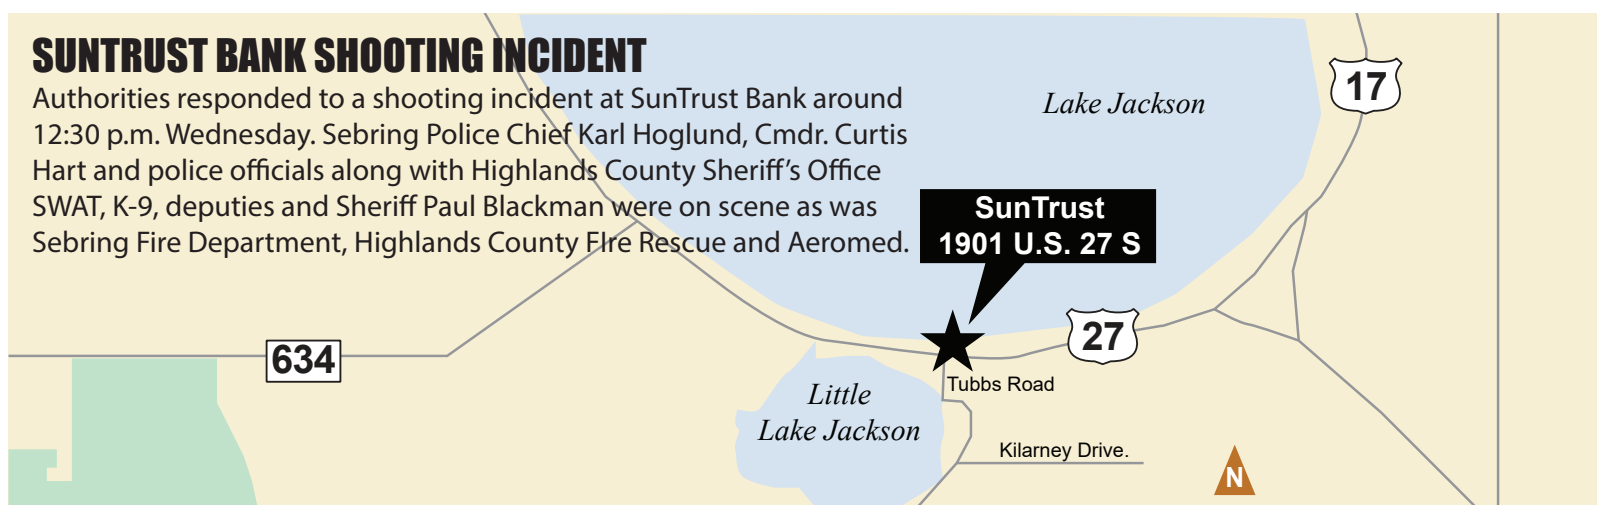 SUNTRUST BANK SHOOTING INCIDENT
Authorities responded to a shooting incident at SunTrust Bank around
12:30 p.m. Wednesday. Sebring Police Chief Karl Hoglund, Cmdr. Curtis
Hart and police officials along with Highlands County Sheriff's Office
SWAT, K-9, deputies and Sheriff Paul Blackman were on scene as was
Sebring Fire Department, Highlands County FIre Rescue and Aeromed.
Lake Jackson
17
SunTrust
1901 U.S. 27 S
27
634
Tubbs Road
Little
Lake Jackson
Kilarney Drive.
N